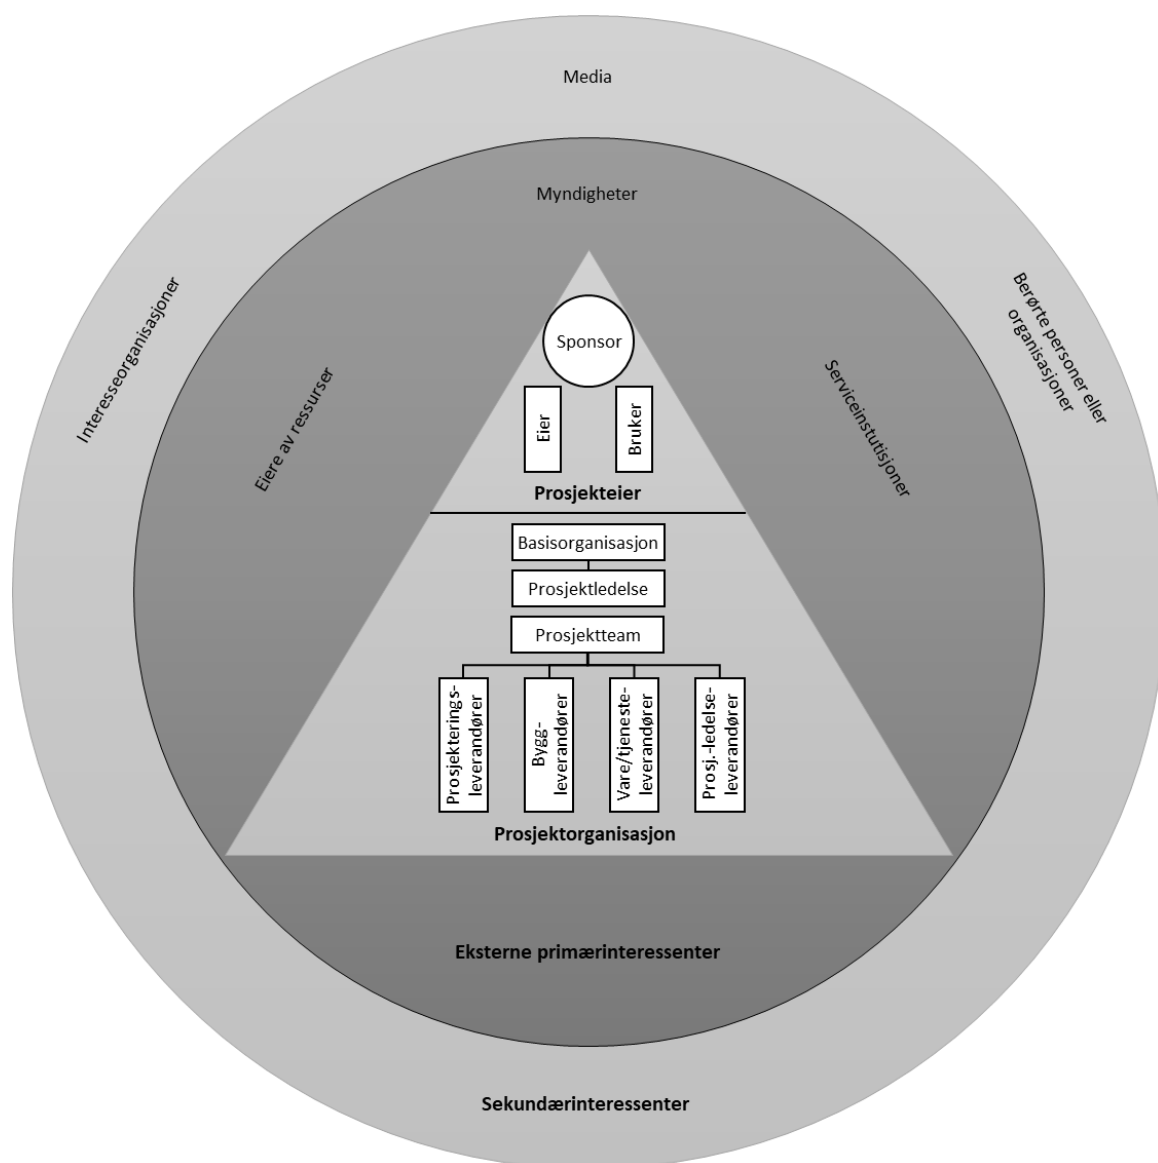 Media
Myndigheter
Interesseorganisasjoner
Berørte personer eller
organisasjoner
Eiere av ressurser
Serviceinstutisjoner
Sponsor
Eier
Bruker
Prosjekteier
Basisorganisasjon
Prosjektledelse
Prosjektteam
Prosjekterings-
leverandører
Bygg-
leverandører
Vare/tjeneste-
leverandører
Prosj.-ledelse-
leverandører
Prosjektorganisasjon
Eksterne primærinteressenter
Sekundærinteressenter